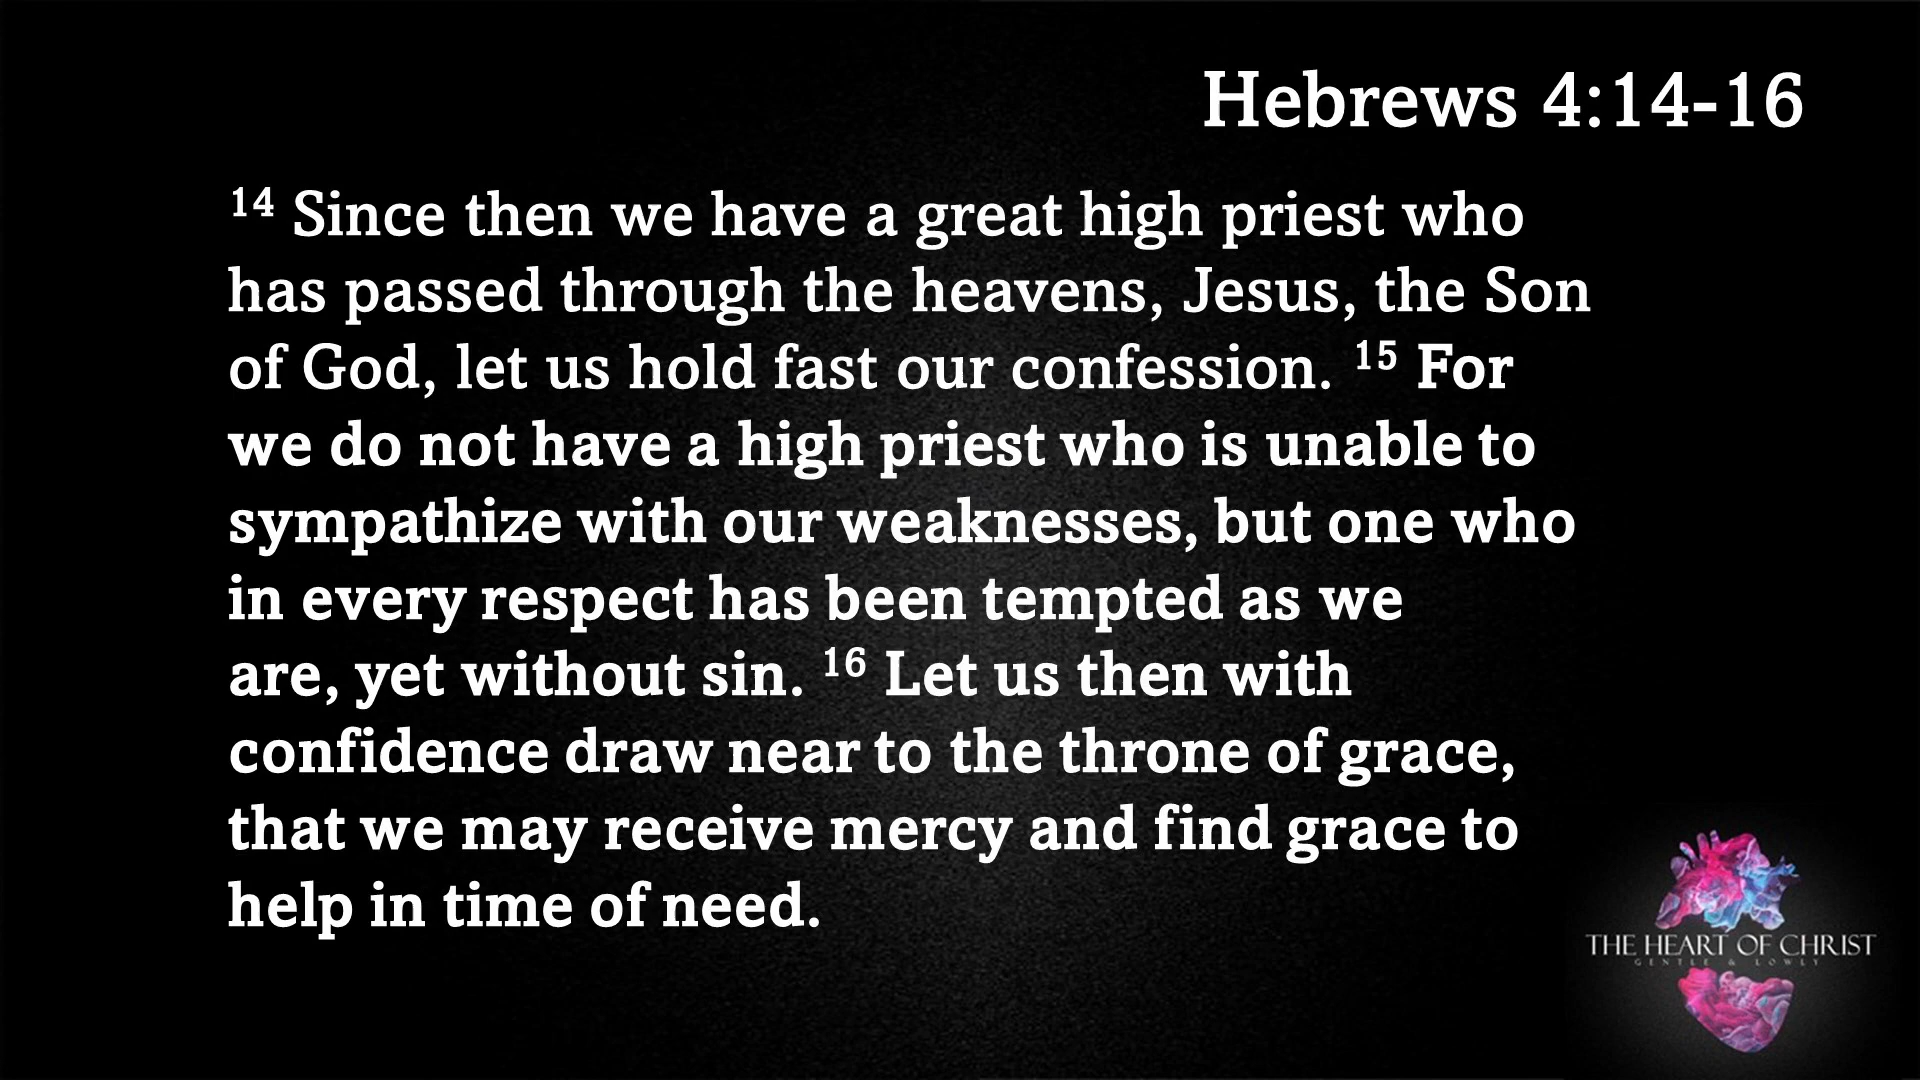 Hebrews 4:14-16
14 Since then we have a great high priest who
has passed through the heavens, Jesus, the Son
of God, let us hold fast our confession. 15 For
we do not have a high priest who is unable to
sympathize with our weaknesses, but one who
in every respect has been tempted as we
are, yet without sin. 16 Let us then with
confidence draw near to the throne of grace,
that we may receive mercy and find grace to
help in time of need.
THE HEART OF CHRIST
GENTLE & LOWLY